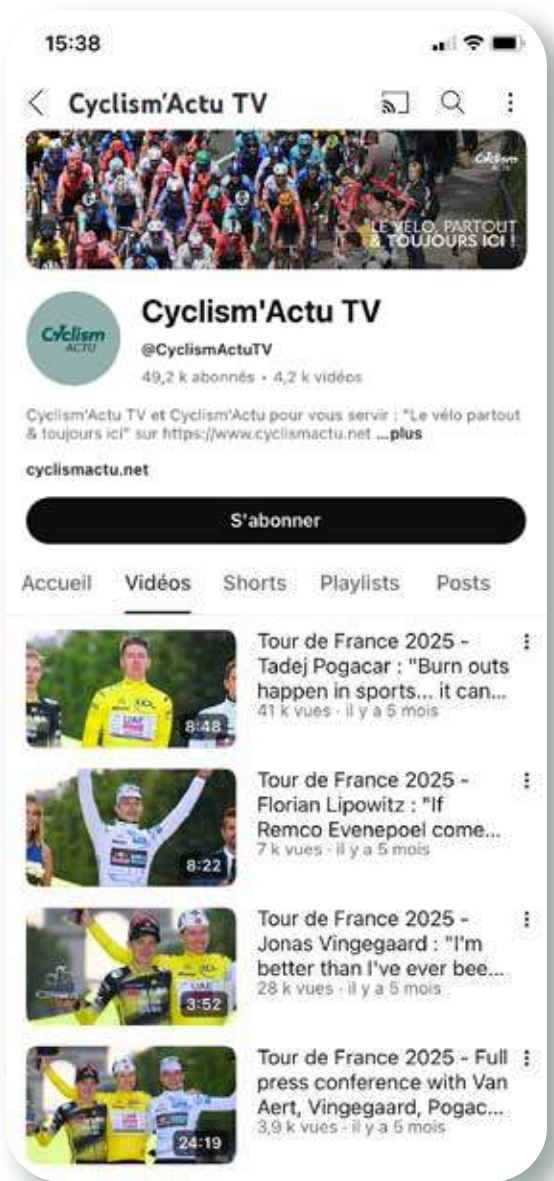 15:38
Cyclism'Actu TV
Cyclism
ACTU
LE VÉLO, PARTOUT
& TOUJOURS ICI !
Cyclism
ACTU
Cyclism'Actu TV
@CyclismActuTV
49,2 k abonnés • 4,2 k vidéos
Cyclism'Actu TV et Cyclism'Actu pour vous servir : "Le vélo partout
& toujours ici" sur https://www.cyclismactu.net ...plus
cyclismactu.net
S'abonner
Accueil Vidéos Shorts Playlists Posts
Tour de France 2025 -
Tadej Pogacar : "Burn outs
happen in sports... it can...
41 k vues · il y a 5 mois
8:48
Tour de France 2025 -
Florian Lipowitz : "If
Remco Evenepoel come...
7 k vues · il y a 5 mois
8:22
Tour de France 2025 -
Jonas Vingegaard : "I'm
better than I've ever bee...
28 k vues · il y a 5 mois
3:52
Tour de France 2025 - Full
press conference with Van
Aert, Vingegaard, Pogac...
3,9 k vues · il y a 5 mois
24:19